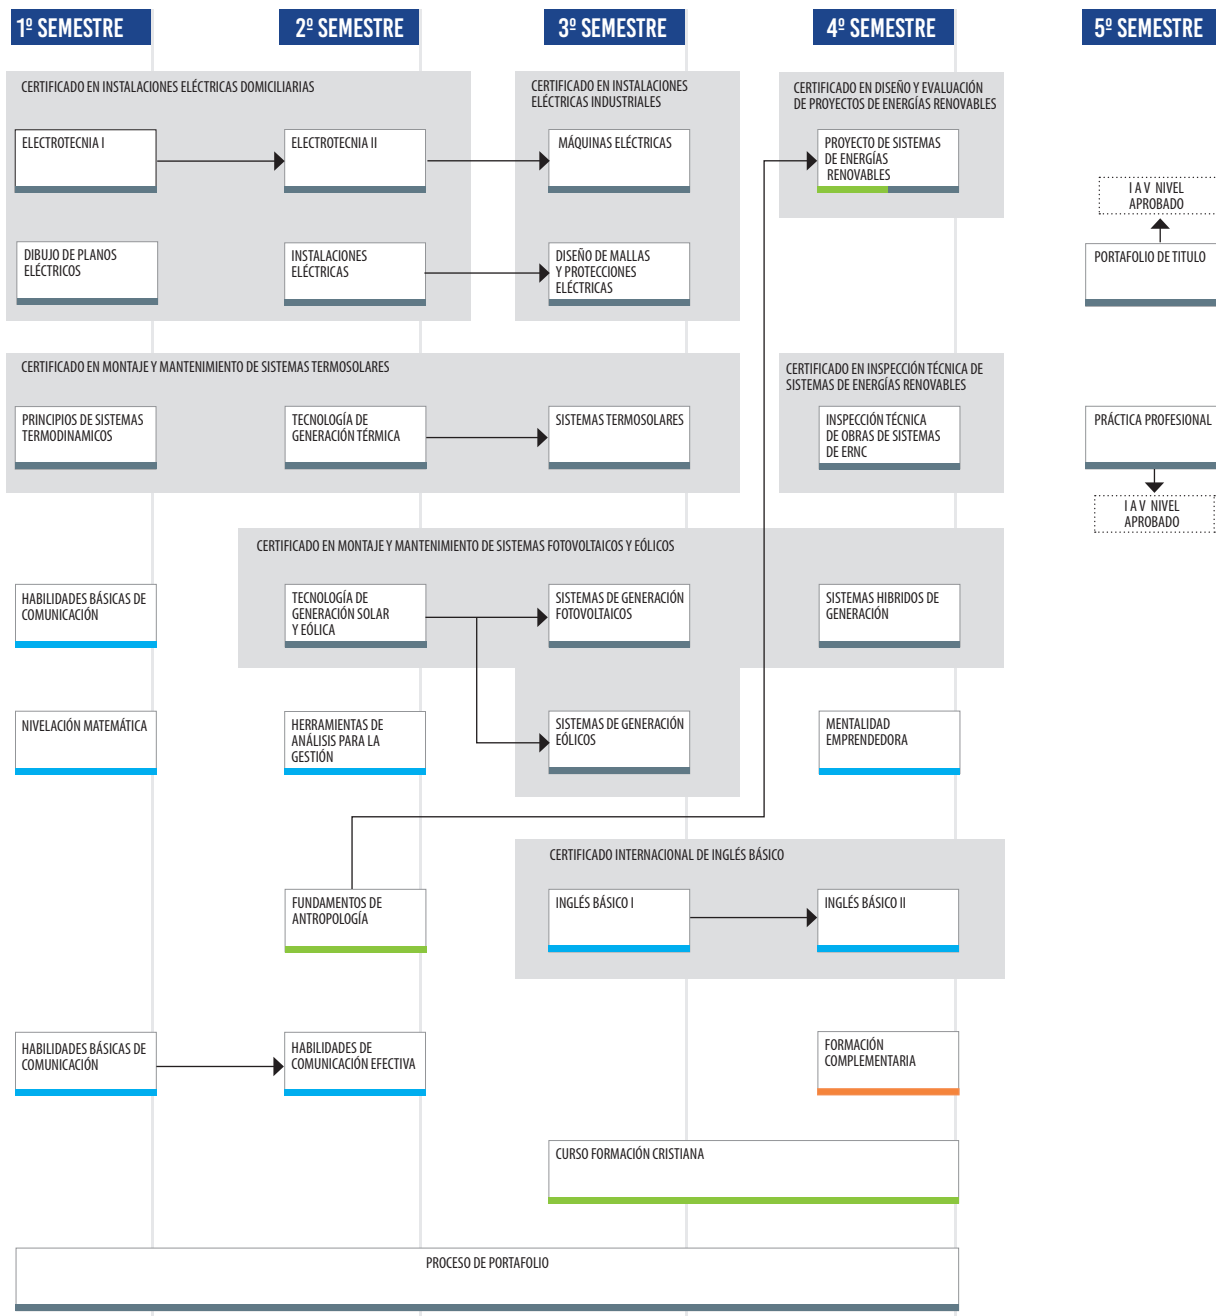 1º SEMESTRE
2º SEMESTRE
3º SEMESTRE
4º SEMESTRE
5º SEMESTRE
CERTIFICADO EN INSTALACIONES ELÉCTRICAS DOMICILIARIAS
CERTIFICADO EN INSTALACIONES
ELÉCTRICAS INDUSTRIALES
CERTIFICADO EN DISEÑO Y EVALUACIÓN
DE PROYECTOS DE ENERGÍAS RENOVABLES
ELECTROTECNIA I
ELECTROTECNIA II
MÁQUINAS ELÉCTRICAS
PROYECTO DE SISTEMAS
DE ENERGÍAS
RENOVABLES
I A V NIVEL
APROBADO
DIBUJO DE PLANOS
ELÉCTRICOS
INSTALACIONES
ELÉCTRICAS
DISEÑO DE MALLAS
Y PROTECCIONES
ELÉCTRICAS
PORTAFOLIO DE TITULO
CERTIFICADO EN MONTAJE Y MANTENIMIENTO DE SISTEMAS TERMOSOLARES
CERTIFICADO EN INSPECCIÓN TÉCNICA DE
SISTEMAS DE ENERGÍAS RENOVABLES
PRINCIPIOS DE SISTEMAS
TERMODINAMICOS
TECNOLOGÍA DE
GENERACIÓN TÉRMICA
SISTEMAS TERMOSOLARES
INSPECCIÓN TÉCNICA
DE OBRAS DE SISTEMAS
DE ERNC
PRÁCTICA PROFESIONAL
I A V NIVEL
APROBADO
CERTIFICADO EN MONTAJE Y MANTENIMIENTO DE SISTEMAS FOTOVOLTAICOS Y EÓLICOS
HABILIDADES BÁSICAS DE
COMUNICACIÓN
TECNOLOGÍA DE
GENERACIÓN SOLAR
Y EÓLICA
SISTEMAS DE GENERACIÓN
FOTOVOLTAICOS
SISTEMAS HIBRIDOS DE
GENERACIÓN
NIVELACIÓN MATEMÁTICA
HERRAMIENTAS DE
ANÁLISIS PARA LA
GESTIÓN
SISTEMAS DE GENERACIÓN
EÓLICOS
MENTALIDAD
EMPRENDEDORA
CERTIFICADO INTERNACIONAL DE INGLÉS BÁSICO
FUNDAMENTOS DE
ANTROPOLOGÍA
INGLÉS BÁSICO I
INGLÉS BÁSICO II
HABILIDADES BÁSICAS DE
COMUNICACIÓN
HABILIDADES DE
COMUNICACIÓN EFECTIVA
FORMACIÓN
COMPLEMENTARIA
CURSO FORMACIÓN CRISTIANA
PROCESO DE PORTAFOLIO